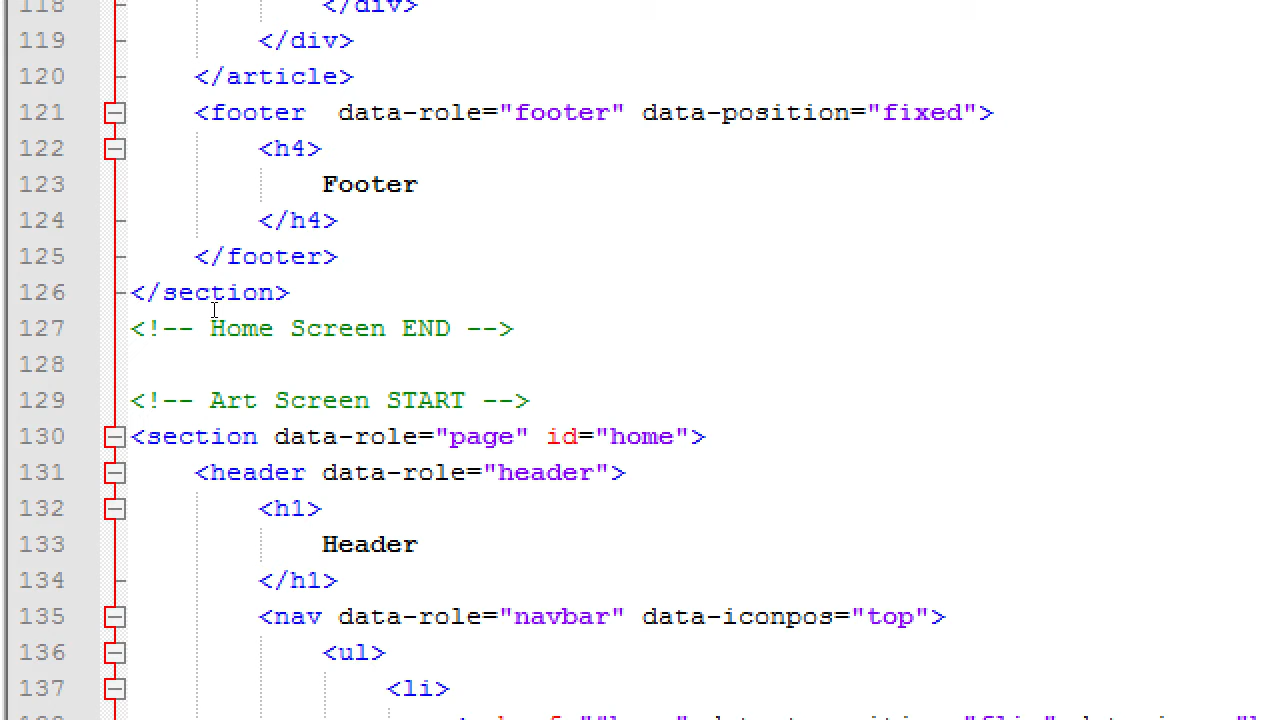 118 </div>
119 </div>
120 </article>
121 <footer  data-role="footer" data-position="fixed">
122 <h4>
123 Footer
124 </h4>
125 </footer>
126 </section>
127 <!-- Home Screen END -->
128
129 <!-- Art Screen START -->
130 <section data-role="page" id="home">
131 <header data-role="header">
132 <h1>
133 Header
134 </h1>
135 <nav data-role="navbar" data-iconpos="top">
136 <ul>
137 <li>